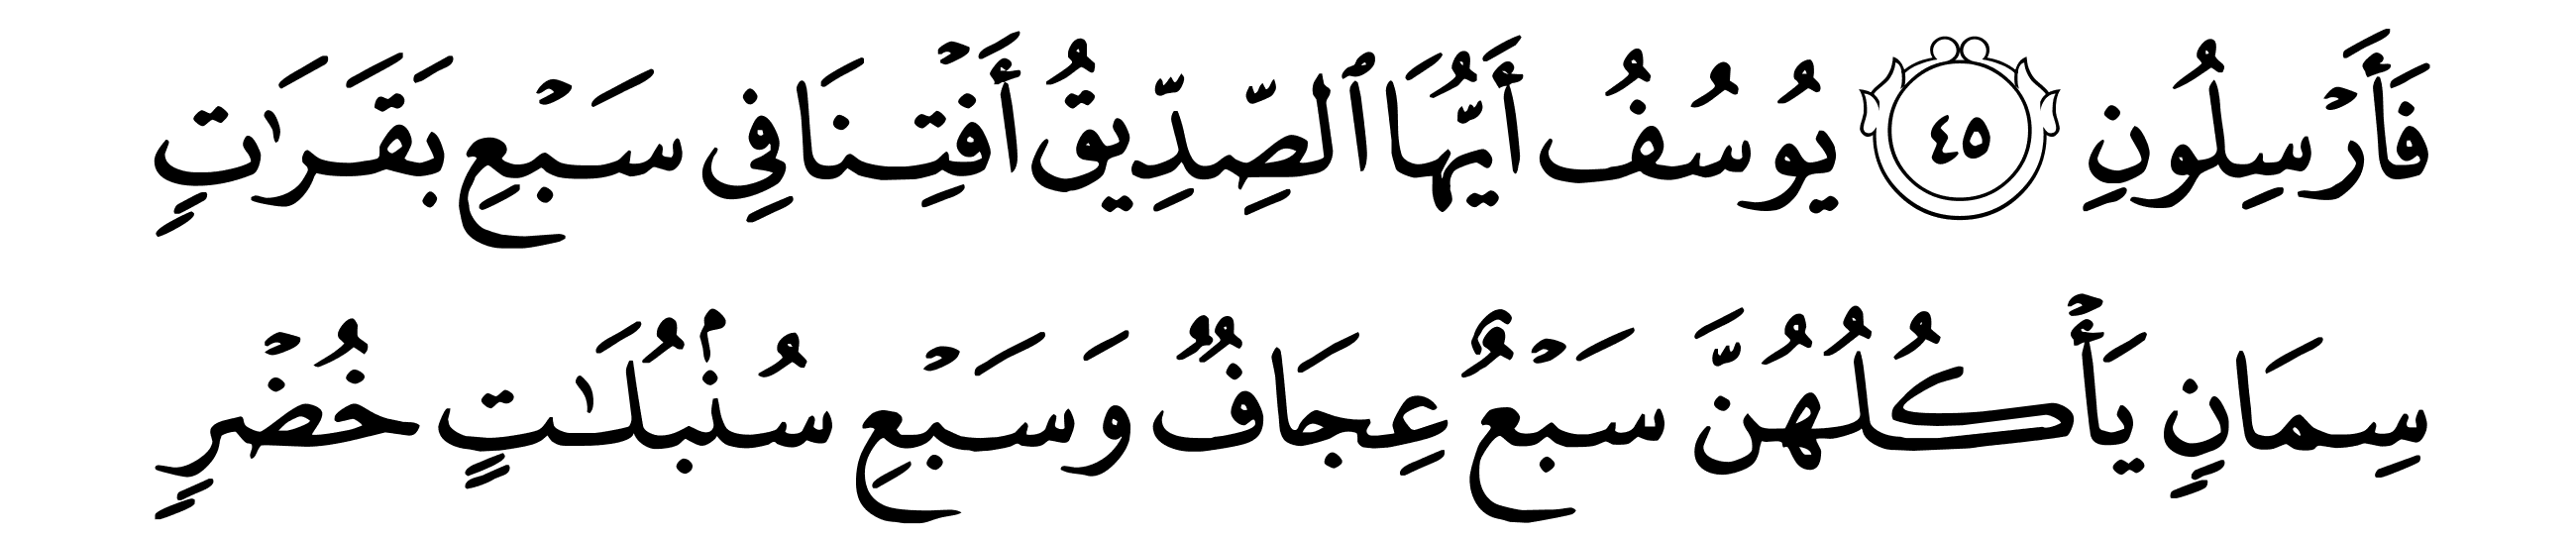 فَأَرۡسِلُونِ ٤٥ يُوسُفُ أَيُّهَا ٱلصِّدِّيقُ أَفۡتِنَا فِي سَبۡعِ بَقَرَٰتٖ
سِمَانٖ يَأۡكُلُهُنَّ سَبۡعٌ عِجَافٞ وَسَبۡعِ سُنۢبُلَٰتٍ خُضۡرٖ